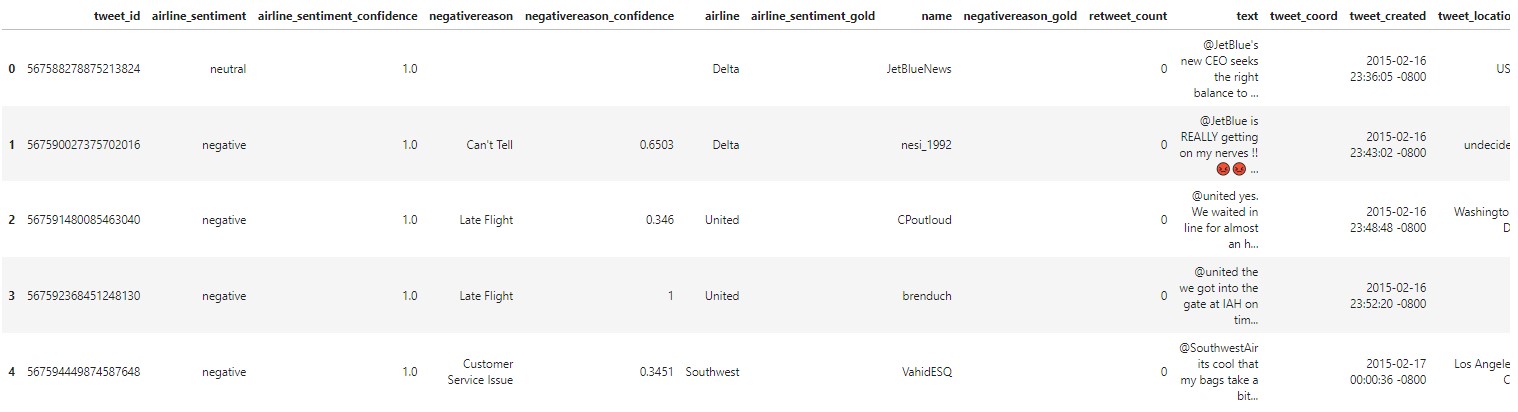 tweet_id airline_sentiment airline_sentiment_confidence negativereason negativereason_confidence airline airline_sentiment_gold name negativereason_gold retweet_count text tweet_coord tweet_created tweet_locatio
0 567588278875213824 neutral 1.0 Delta JetBlueNews 0 @JetBlue's new CEO seeks the right balance to ... 2015-02-16 23:36:05 -0800 US
1 567590027375702016 negative 1.0 Can't Tell 0.6503 Delta nesi_1992 0 @JetBlue is REALLY getting on my nerves !! 😡😡 ... 2015-02-16 23:43:02 -0800 undecide
2 567591480085463040 negative 1.0 Late Flight 0.346 United CPoutloud 0 @united yes. We waited in line for almost an h... 2015-02-16 23:48:48 -0800 Washingto D
3 567592368451248130 negative 1.0 Late Flight 1 United brenduch 0 @united the we got into the gate at IAH on tim... 2015-02-16 23:52:20 -0800
4 567594449874587648 negative 1.0 Customer Service Issue 0.3451 Southwest VahidESQ 0 @SouthwestAir its cool that my bags take a bit... 2015-02-17 00:00:36 -0800 Los Angele C